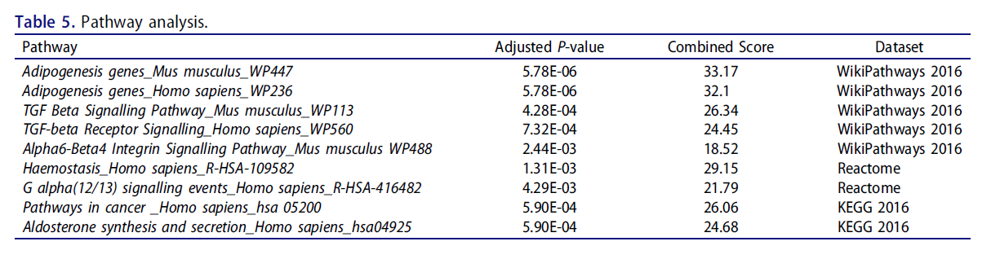 Table 5. Pathway analysis.
Pathway Adjusted P-value Combined Score Dataset
Adipogenesis genes_Mus musculus_WP447 5.78E-06 33.17 WikiPathways 2016
Adipogenesis genes_Homo sapiens_WP236 5.78E-06 32.1 WikiPathways 2016
TGF Beta Signalling Pathway_Mus musculus_WP113 4.28E-04 26.34 WikiPathways 2016
TGF-beta Receptor Signalling_Homo sapiens_WP560 7.32E-04 24.45 WikiPathways 2016
Alpha6-Beta4 Integrin Signalling Pathway_Mus musculus WP488 2.44E-03 18.52 WikiPathways 2016
Haemostasis_Homo sapiens_R-HSA-109582 1.31E-03 29.15 Reactome
G alpha(12/13) signalling events_Homo sapiens_R-HSA-416482 4.29E-03 21.79 Reactome
Pathways in cancer _Homo sapiens_hsa 05200 5.90E-04 26.06 KEGG 2016
Aldosterone synthesis and secretion_Homo sapiens_hsa04925 5.90E-04 24.68 KEGG 2016